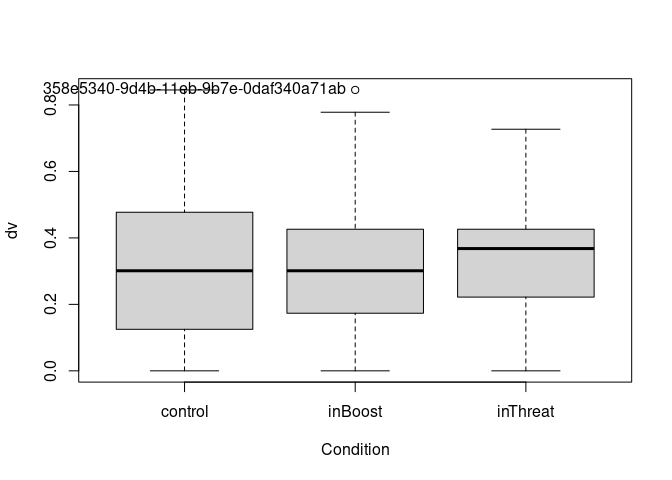 358e5340-9d4b-11eb-9b7e-0daf340a71ab
0.8
0.6
0.4
0.2
0.0
dv
control inBoost inThreat
Condition